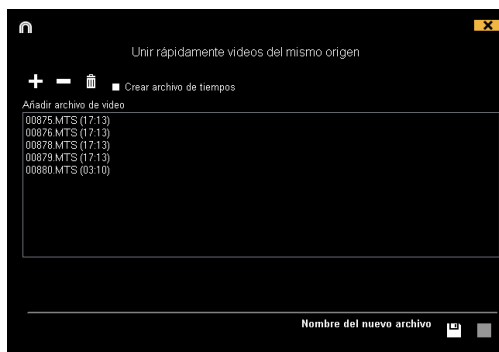 Unir rápidamente videos del mismo origen
Crear archivo de tiempos
Añadir archivo de video
00875.MTS (17:13)
00876.MTS (17:13)
00878.MTS (17:13)
00879.MTS (17:13)
00880.MTS (03:10)
Nombre del nuevo archivo